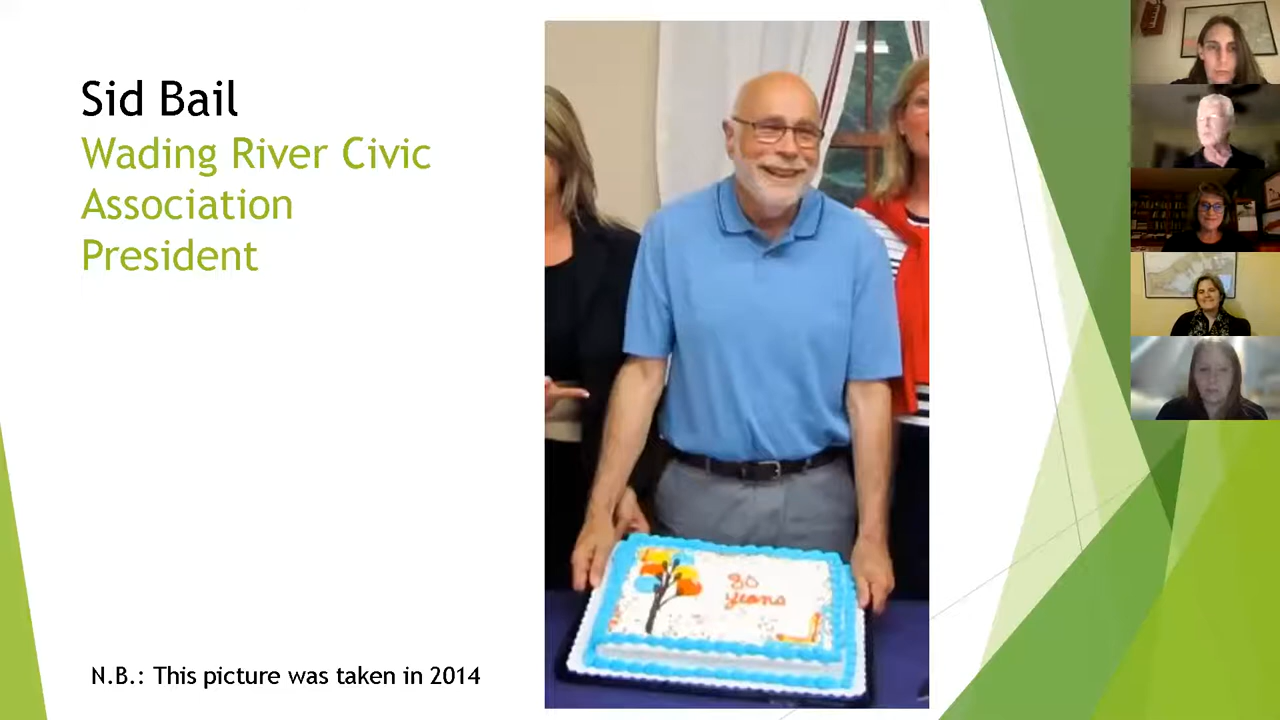 Sid Bail
Wading River Civic
Association
President
30
years
N.B.: This picture was taken in 2014